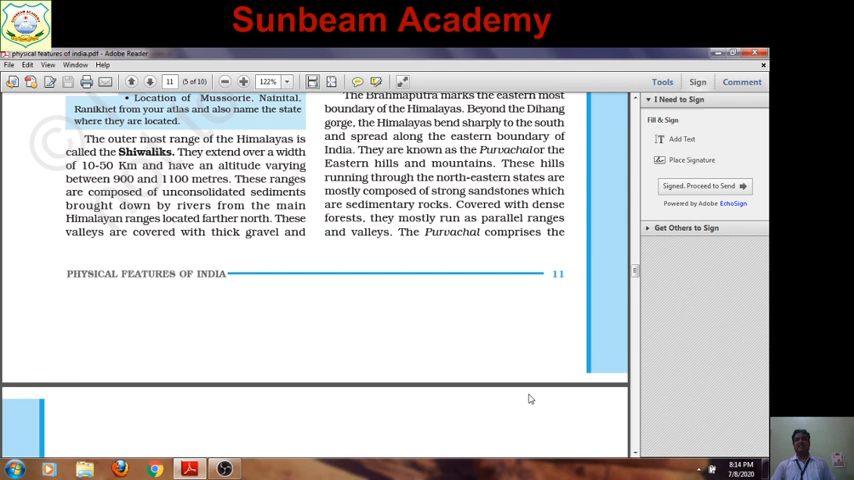 Sunbeam Academy
physical features of india.pdf - Adobe Reader
File Edit View Window Help
11 (5 of 10) 122% Tools Sign Comment
• Location of Mussoorie, Nainital,
Ranikhet from your atlas and also name the state
where they are located.
The outer most range of the Himalayas is
called the Shiwaliks. They extend over a width
of 10-50 Km and have an altitude varying
between 900 and 1100 metres. These ranges
are composed of unconsolidated sediments
brought down by rivers from the main
Himalayan ranges located farther north. These
valleys are covered with thick gravel and
The Brahmaputra marks the eastern most
boundary of the Himalayas. Beyond the Dihang
gorge, the Himalayas bend sharply to the south
and spread along the eastern boundary of
India. They are known as the Purvachal or the
Eastern hills and mountains. These hills
running through the north-eastern states are
mostly composed of strong sandstones which
are sedimentary rocks. Covered with dense
forests, they mostly run as parallel ranges
and valleys. The Purvachal comprises the
PHYSICAL FEATURES OF INDIA 11
I Need to Sign
Fill & Sign
Add Text
Place Signature
Signed. Proceed to Send
Powered by Adobe EchoSign
Get Others to Sign
8:14 PM
7/8/2020